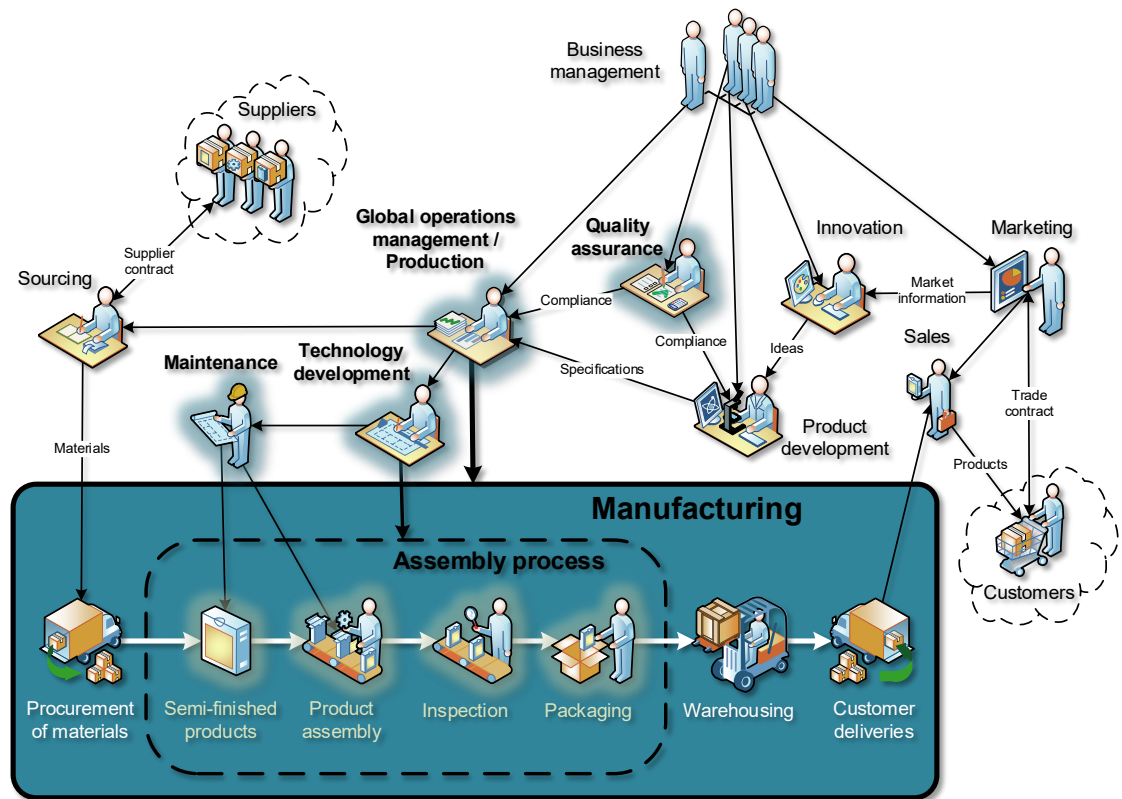 Business
management
Suppliers
Global operations
management /
Production
Quality
assurance
Innovation
Marketing
Supplier
contract
Sourcing
Compliance
Market
information
Compliance
Ideas
Sales
Maintenance
Technology
development
Specifications
Trade
contract
Product
development
Materials
Products
Manufacturing
Assembly process
Customers
Procurement
of materials
Semi-finished
products
Product
assembly
Inspection
Packaging
Warehousing
Customer
deliveries